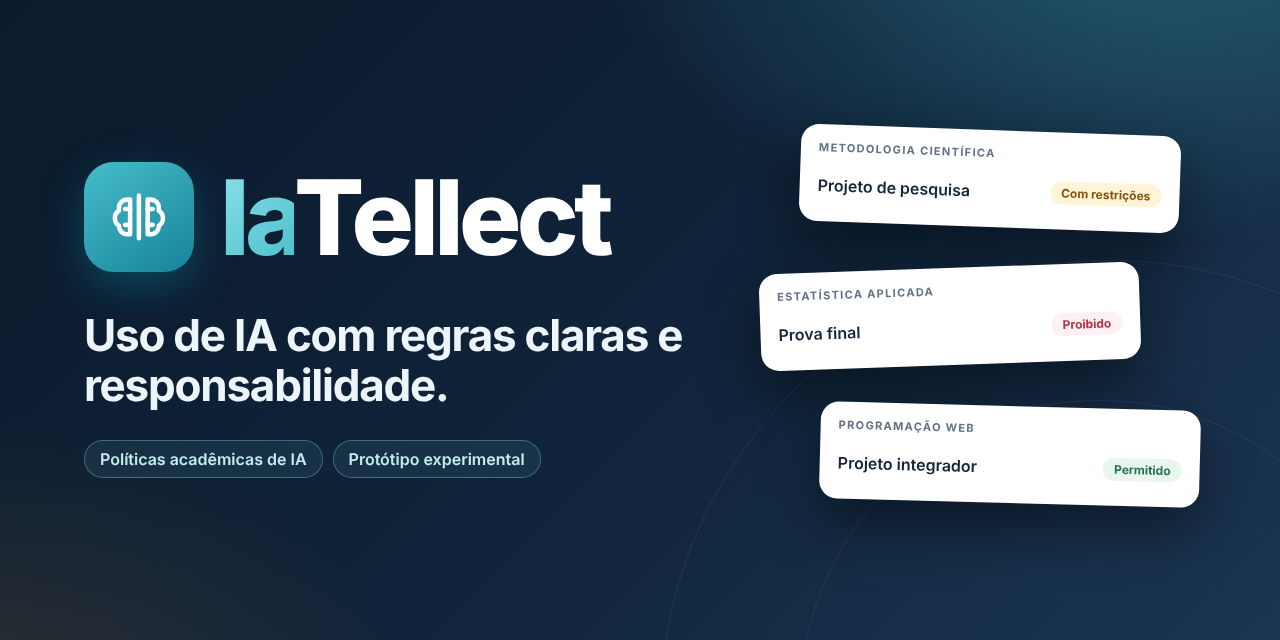 IaTellect
Uso de IA com regras claras e
responsabilidade.
Políticas acadêmicas de IA
Protótipo experimental
METODOLOGIA CIENTÍFICA
Projeto de pesquisa
Com restrições
ESTATÍSTICA APLICADA
Prova final
Proibido
PROGRAMAÇÃO WEB
Projeto integrador
Permitido